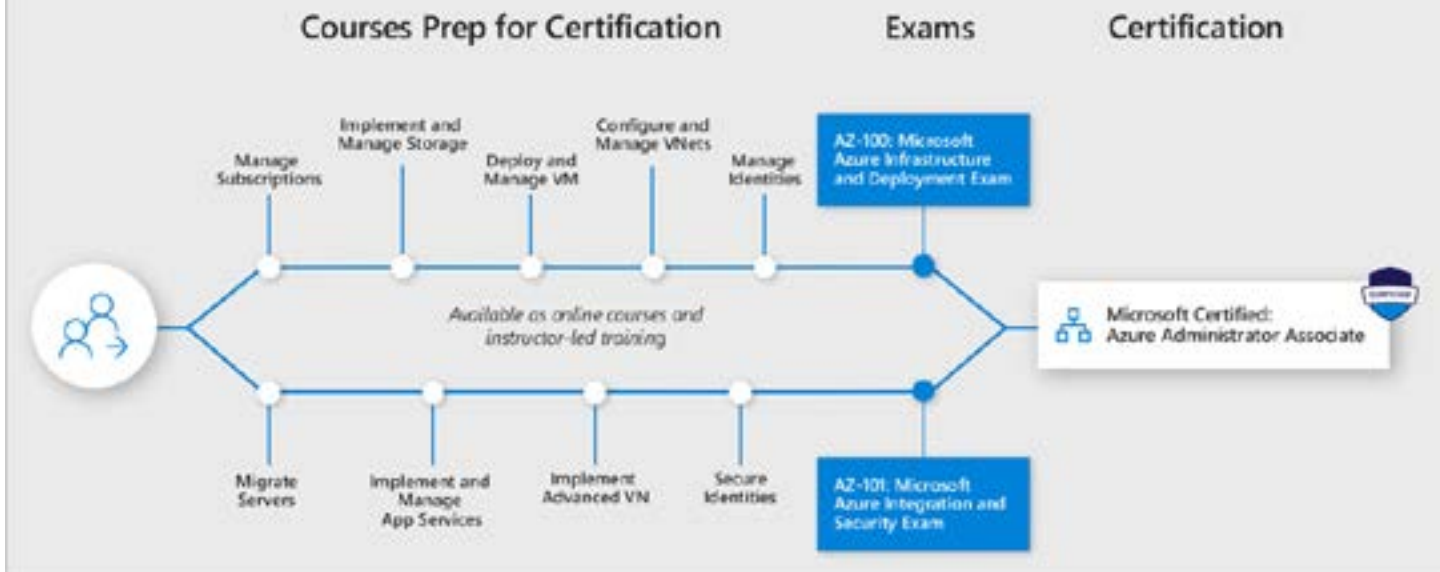 Courses Prep for Certification
Exams
Certification
Manage
Subscriptions
Implement and
Manage Storage
Deploy and
Manage VM
Configure and
Manage VNets
Manage
Identities
AZ-100: Microsoft
Azure Infrastructure
and Deployment Exam
Available as online courses and
instructor-led training
Microsoft Certified:
Azure Administrator Associate
Migrate
Servers
Implement and
Manage
App Services
Implement
Advanced VN
Secure
Identities
AZ-101: Microsoft
Azure Integration and
Security Exam